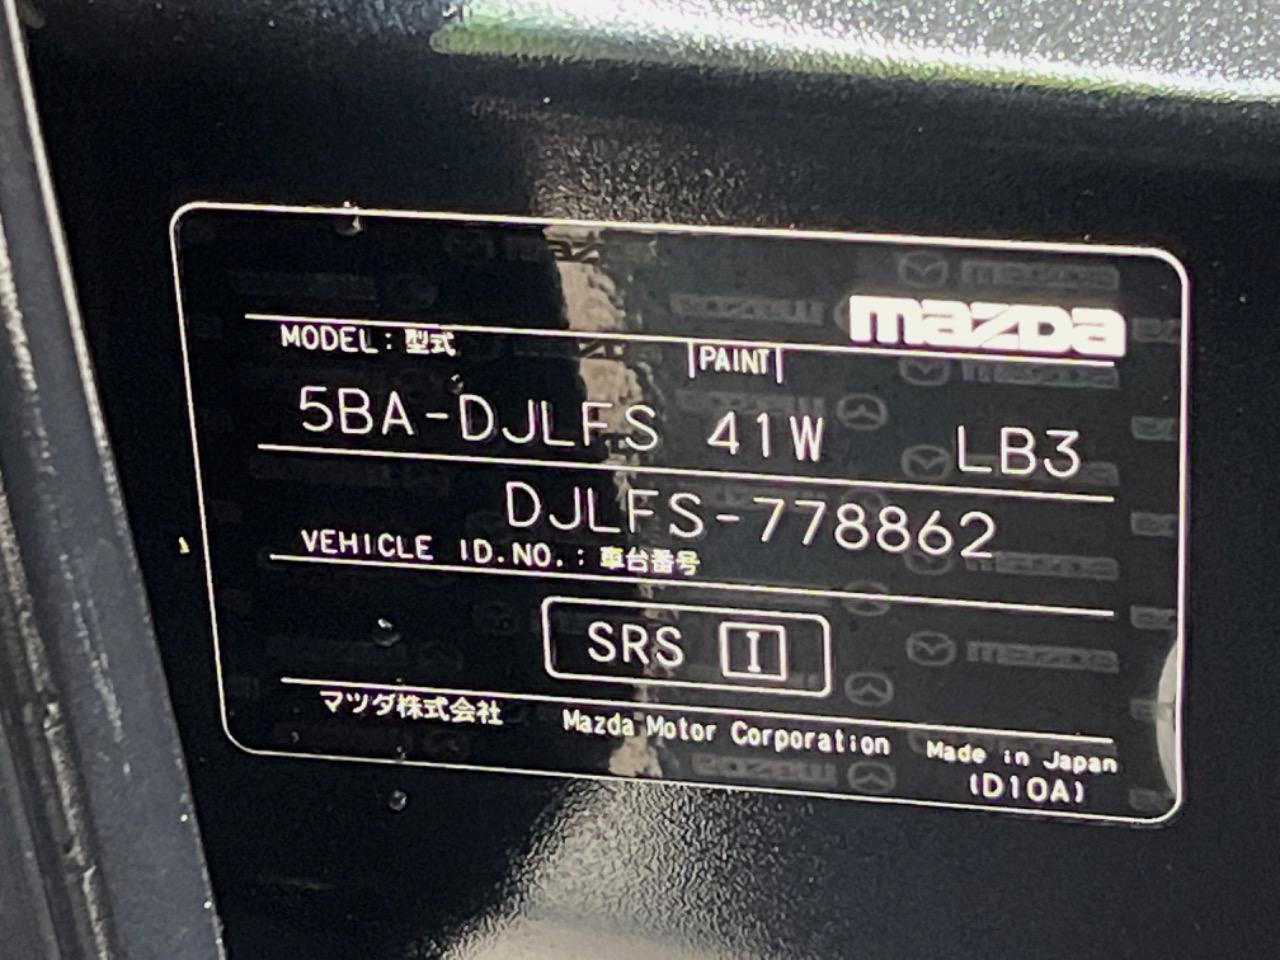 mazda
MODEL: 型式 PAINT
5BA-DJLFS 41W LB3
DJLFS-778862
VEHICLE ID.NO.: 車台番号
SRS I
マツダ株式会社 Mazda Motor Corporation Made in Japan
(D10A)